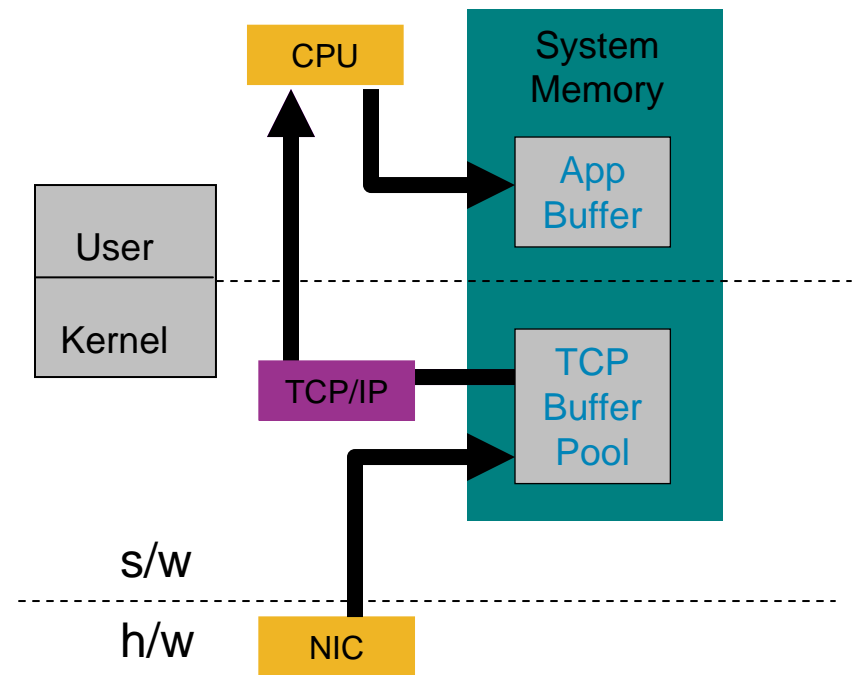 CPU
System
Memory
App
Buffer
User
Kernel
TCP/IP
TCP
Buffer
Pool
s/w
h/w
NIC